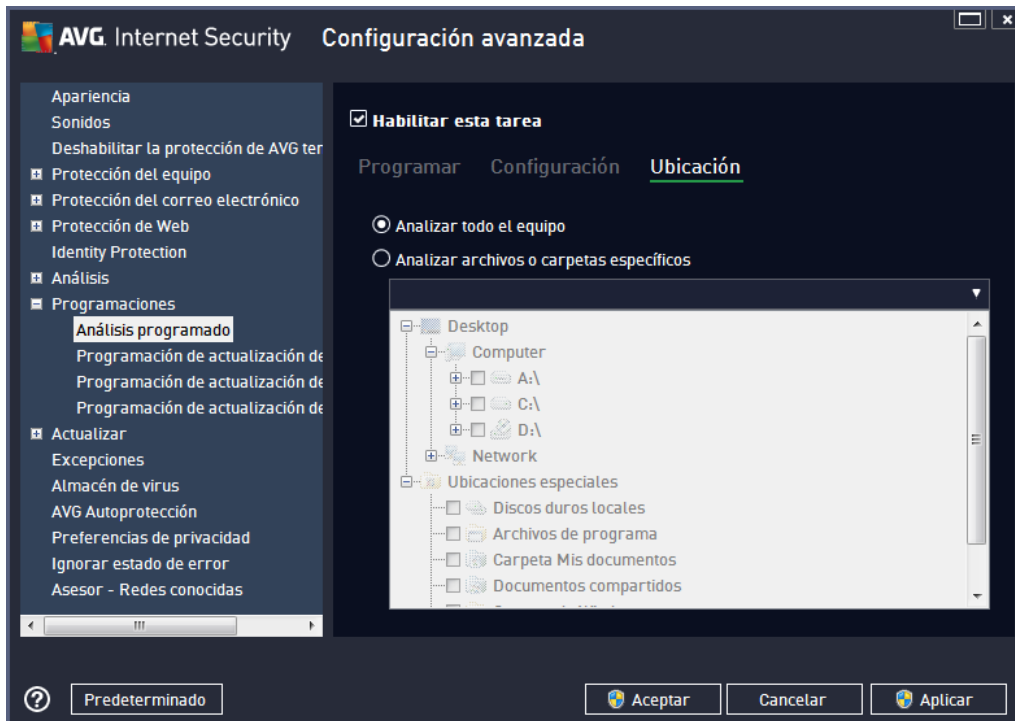 AVG. Internet Security Configuración avanzada
Apariencia
Sonidos
Deshabilitar la protección de AVG ter
Protección del equipo
Protección del correo electrónico
Protección de Web
Identity Protection
Análisis
Programaciones
Análisis programado
Programación de actualización de
Programación de actualización de
Programación de actualización de
Actualizar
Excepciones
Almacén de virus
AVG Autoprotección
Preferencias de privacidad
Ignorar estado de error
Asesor - Redes conocidas
Habilitar esta tarea
Programar Configuración Ubicación
Analizar todo el equipo
Analizar archivos o carpetas específicos
Desktop
Computer
A:\
C:\
D:\
Network
Ubicaciones especiales
Discos duros locales
Archivos de programa
Carpeta Mis documentos
Documentos compartidos
Predeterminado
Aceptar
Cancelar
Aplicar